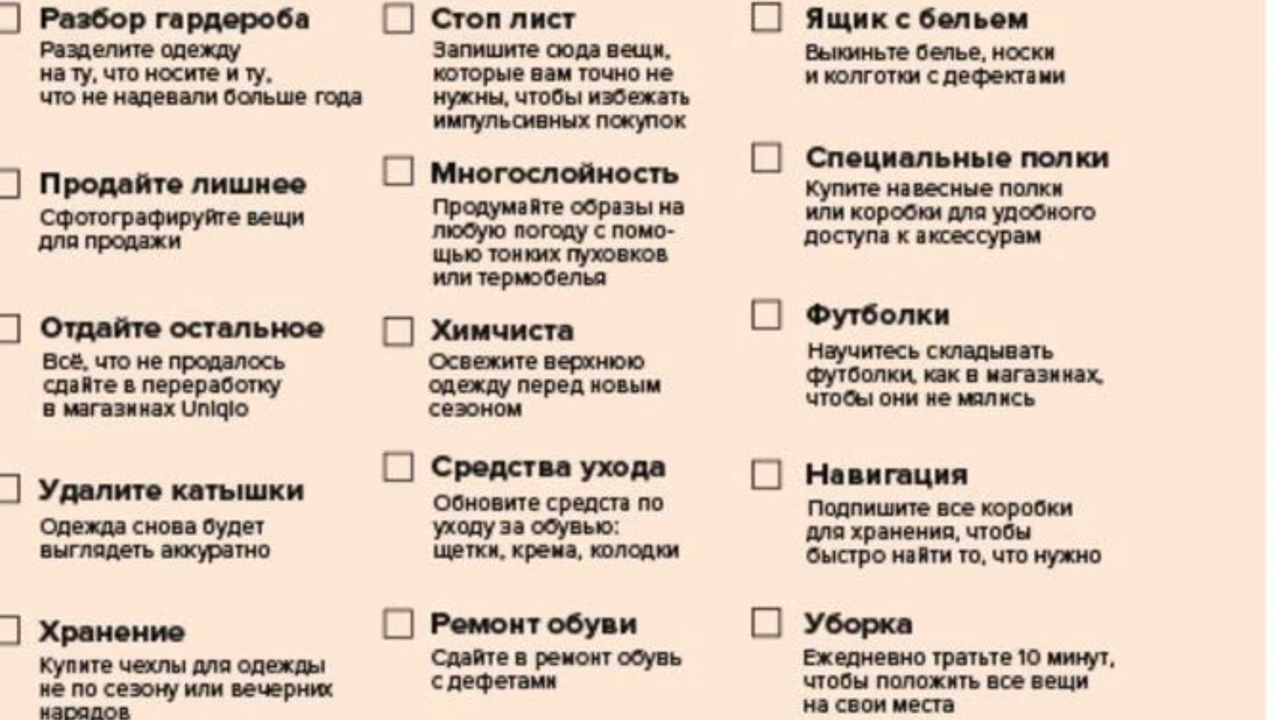 Разбор гардероба
Разделите одежду
на ту, что носите и ту,
что не надевали больше года
Продайте лишнее
Сфотографируйте вещи
для продажи
Отдайте остальное
Всё, что не продалось
сдайте в переработку
в магазинах Uniqlo
Удалите катышки
Одежда снова будет
выглядеть аккуратно
Хранение
Купите чехлы для одежды
не по сезону или вечерних
нарядов
Стоп лист
Запишите сюда вещи,
которые вам точно не
нужны, чтобы избежать
импульсивных покупок
Многослойность
Продумайте образы на
любую погоду с помо-
щью тонких пуховков
или термобелья
Химчиста
Освежите верхнюю
одежду перед новым
сезоном
Средства ухода
Обновите средста по
уходу за обувью:
щетки, крема, колодки
Ремонт обуви
Сдайте в ремонт обувь
с дефетами
Ящик с бельем
Выкиньте белье, носки
и колготки с дефектами
Специальные полки
Купите навесные полки
или коробки для удобного
доступа к аксессурам
Футболки
Научитесь складывать
футболки, как в магазинах,
чтобы они не мялись
Навигация
Подпишите все коробки
для хранения, чтобы
быстро найти то, что нужно
Уборка
Ежедневно тратьте 10 минут,
чтобы положить все вещи
на свои места